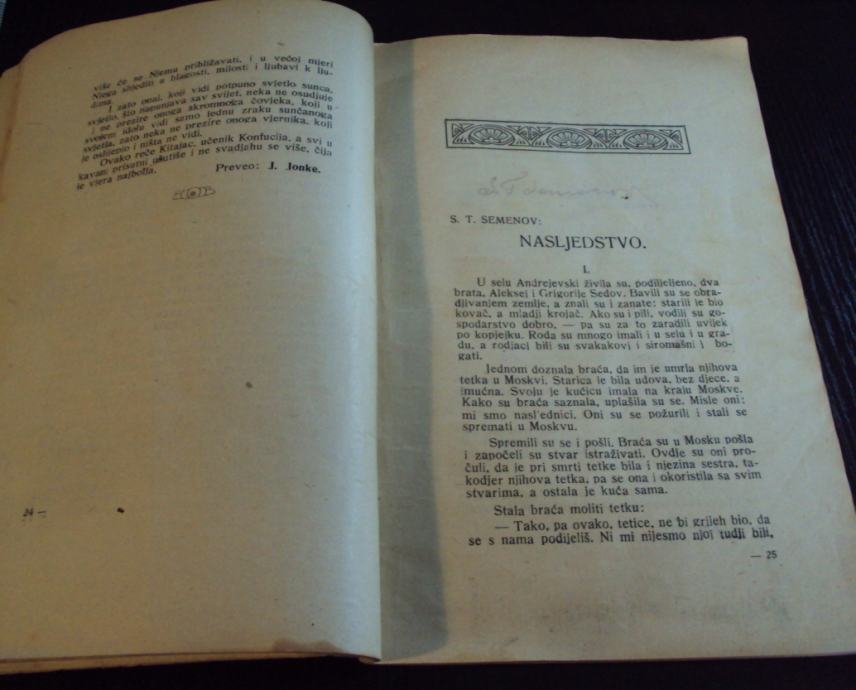 više će se Njemu približavati, i u većoj mjeri
Njega slijediti u blagosti, milosti i ljubavi k lju-
dima.
I zato onaj, koji vidi potpuno svjetlo sunca,
svjetlo, što napunjava sav svijet, neka ne osudjuje
i ne prezire onoga skromnoga čovjeka, koji u
svojem idolu vidi samo jednu zraku sunčanoga
svjetla, zato neka ne prezire onoga vjernika, koji
je oslijepio i ništa ne vidi.
Ovako reče Kitajac, učenik Konfucija, a svi u
kavani prisutni ušutiše i ne svadjahu se više, čija
je vjera najbolja.
Preveo: J. Jonke.
24 —
S. T. SEMENOV:
NASLJEDSTVO.
I.
U selu Andrejevski živila su, podiljeljeno, dva
brata, Aleksej i Grigorije Sedov. Bavili su se obra-
djivanjem zemlje, a znali su i zanate: stariji je bio
kovač, a mladji krojač. Ako su i pili, vodili su go-
spodarstvo dobro, — pa su za to zaradili uvijek
po kopjejku. Roda su mnogo imali i u selu i u gra-
du, a rodjaci bili su svakakovi i siromašni i bo-
gati.
Jednom doznala braća, da im je umrla njihova
tetka u Moskvi. Starica je bila udova, bez djece, a
imućna. Svoju je kućicu imala na kraju Moskve.
Kako su braća saznala, uplašila su se. Misle oni:
mi smo nasl'ednici. Oni su se požurili i stali se
spremati u Moskvu.
Spremili su se i pošli. Braća su u Mosku pošla
i započeli su stvar istraživati. Ovdje su oni pro-
čuli, da je pri smrti tetke bila i njezina sestra, ta-
kodjer njihova tetka, pa se ona i okoristila sa svim
stvarima, a ostala je kuća sama.
Stala braća moliti tetku:
— Tako, pa ovako, tetice, ne bi grijeh bio, da
se s nama podijeliš. Ni mi nijesmo njoj tudji bili,
— 25